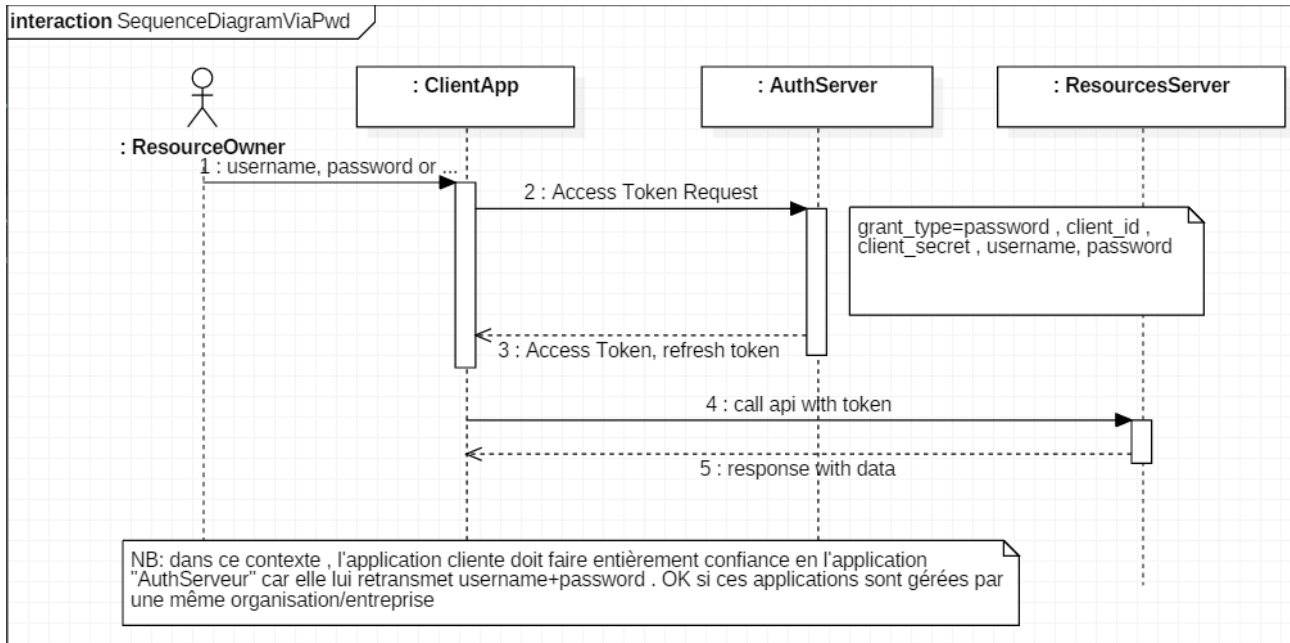 interaction SequenceDiagramViaPwd
: ResourceOwner
: ClientApp
: AuthServer
: ResourcesServer
1 : username, password or ...
2 : Access Token Request
grant_type=password , client_id ,
client_secret , username, password
3 : Access Token, refresh token
4 : call api with token
5 : response with data
NB: dans ce contexte , l'application cliente doit faire entièrement confiance en l'application
"AuthServeur" car elle lui retransmet username+password . OK si ces applications sont gérées par
une même organisation/entreprise